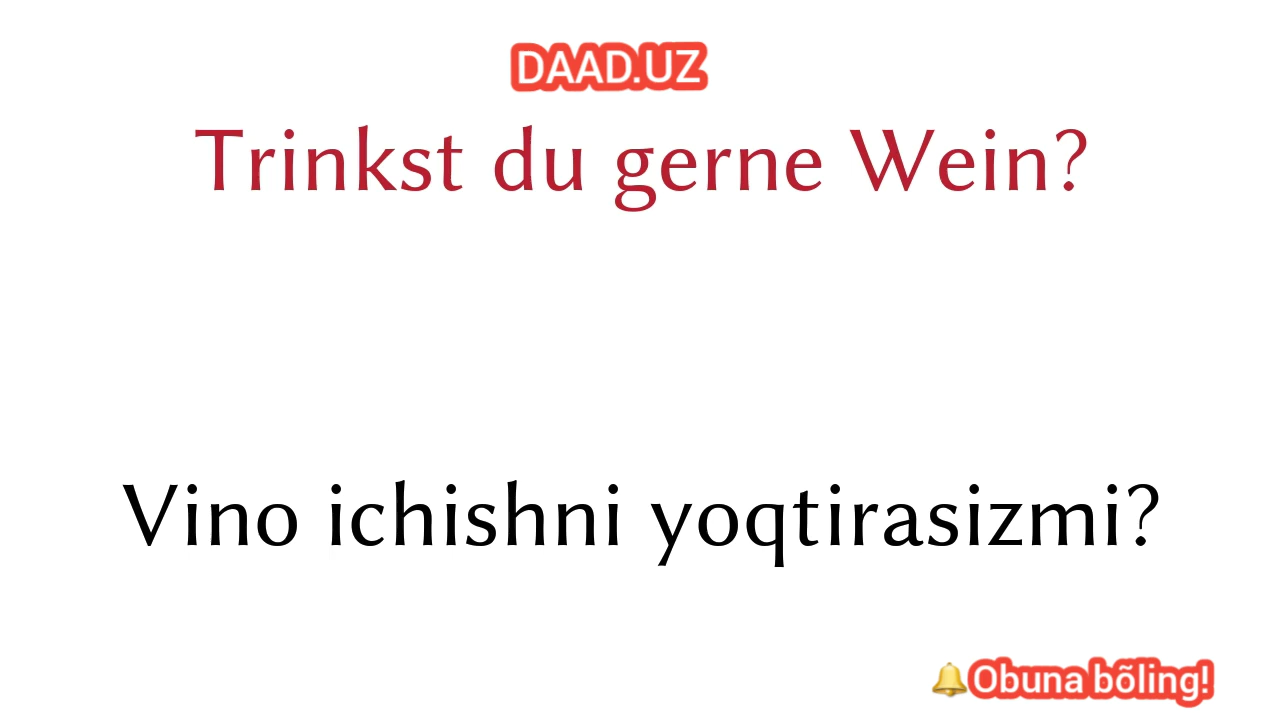 DAAD.UZ
Trinkst du gerne Wein?
Vino ichishni yoqtirasizmi?
🔔Obuna bõling!